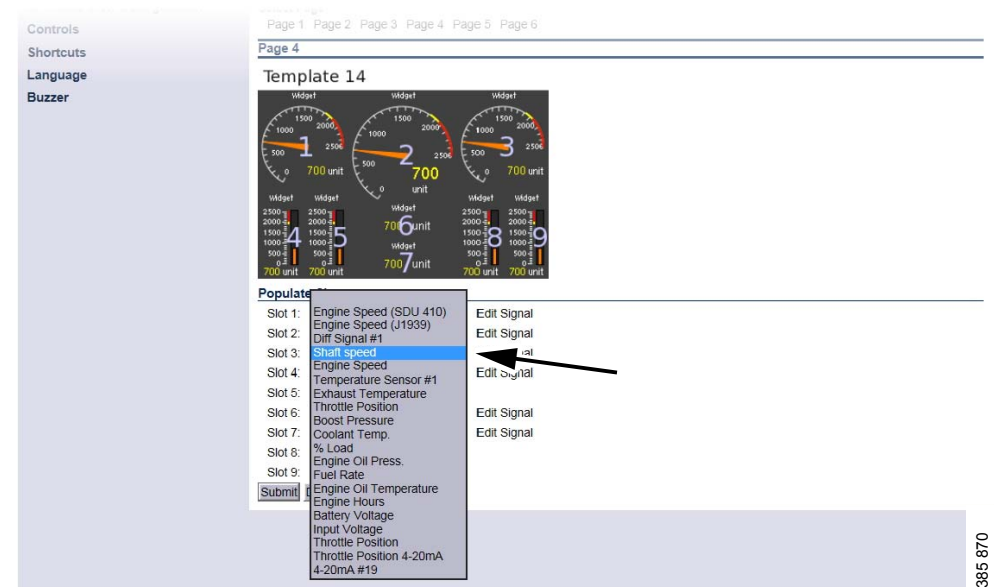 Controls
Shortcuts
Language
Buzzer
Page 1 Page 2 Page 3 Page 4 Page 5 Page 6
Page 4
Template 14
Widget Widget Widget
0 500 1000 1500 2000 2500
1
700 unit
0 500 1000 1500 2000 2500
2
700
unit
0 500 1000 1500 2000 2500
3
700 unit
Widget Widget Widget Widget Widget
2500 2500 2500 2500
2000 2000 2000 2000
1500 1500 1500 1500
1000 1000 1000 1000
500 500 500 500
0 0 0 0
4 5 6 8 9
700 unit
Widget
700 unit
7
700 unit 700 unit 700 unit 700 unit
Populate
Slot 1: Edit Signal
Slot 2: Edit Signal
Slot 3:
Slot 4: Edit Signal
Slot 5:
Slot 6: Edit Signal
Slot 7: Edit Signal
Slot 8:
Slot 9:
Submit
Engine Speed (SDU 410)
Engine Speed (J1939)
Diff Signal #1
Shaft speed
Engine Speed
Temperature Sensor #1
Exhaust Temperature
Throttle Position
Boost Pressure
Coolant Temp.
% Load
Engine Oil Press.
Fuel Rate
Engine Oil Temperature
Engine Hours
Battery Voltage
Input Voltage
Throttle Position
Throttle Position 4-20mA
4-20mA #19
385 870